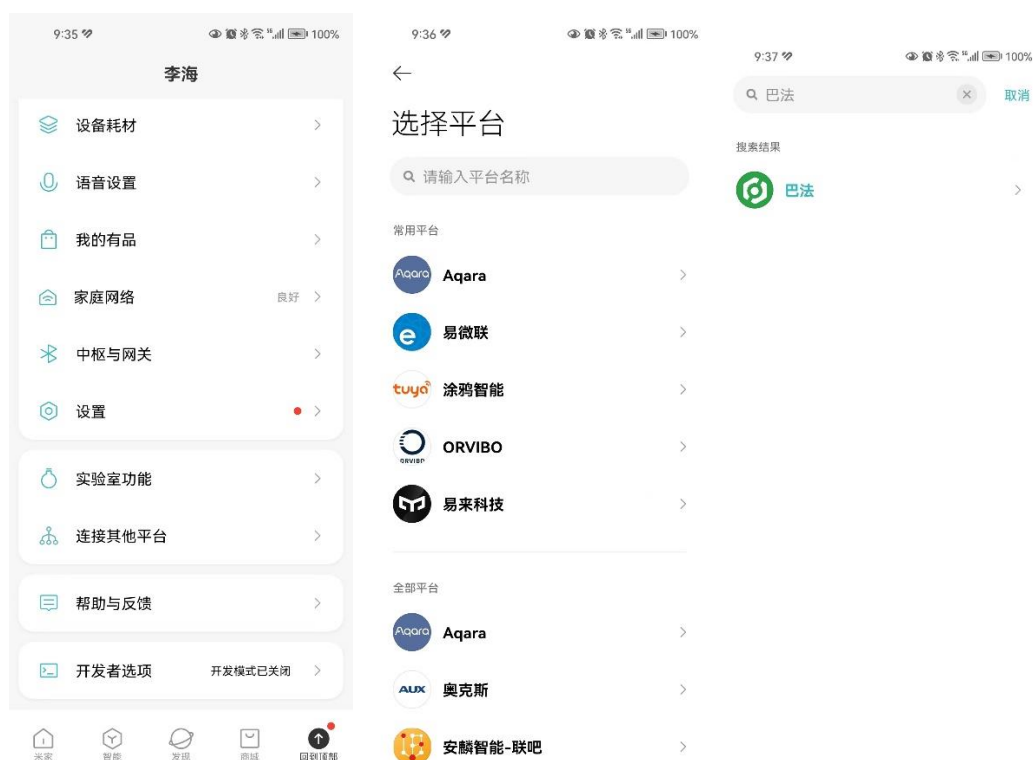 9:35
100%
李海
设备耗材
语音设置
我的有品
家庭网络 良好
中枢与网关
设置
实验室功能
连接其他平台
帮助与反馈
开发者选项 开发模式已关闭
米家 智能 发现 商城 回到顶部
9:36
100%
选择平台
请输入平台名称
常用平台
Aqara Aqara
e 易微联
tuya 涂鸦智能
ORVIBO ORVIBO
易来科技
全部平台
Aqara Aqara
AUX 奥克斯
安麟智能-联吧
9:37
100%
巴法 取消
搜索结果
巴法